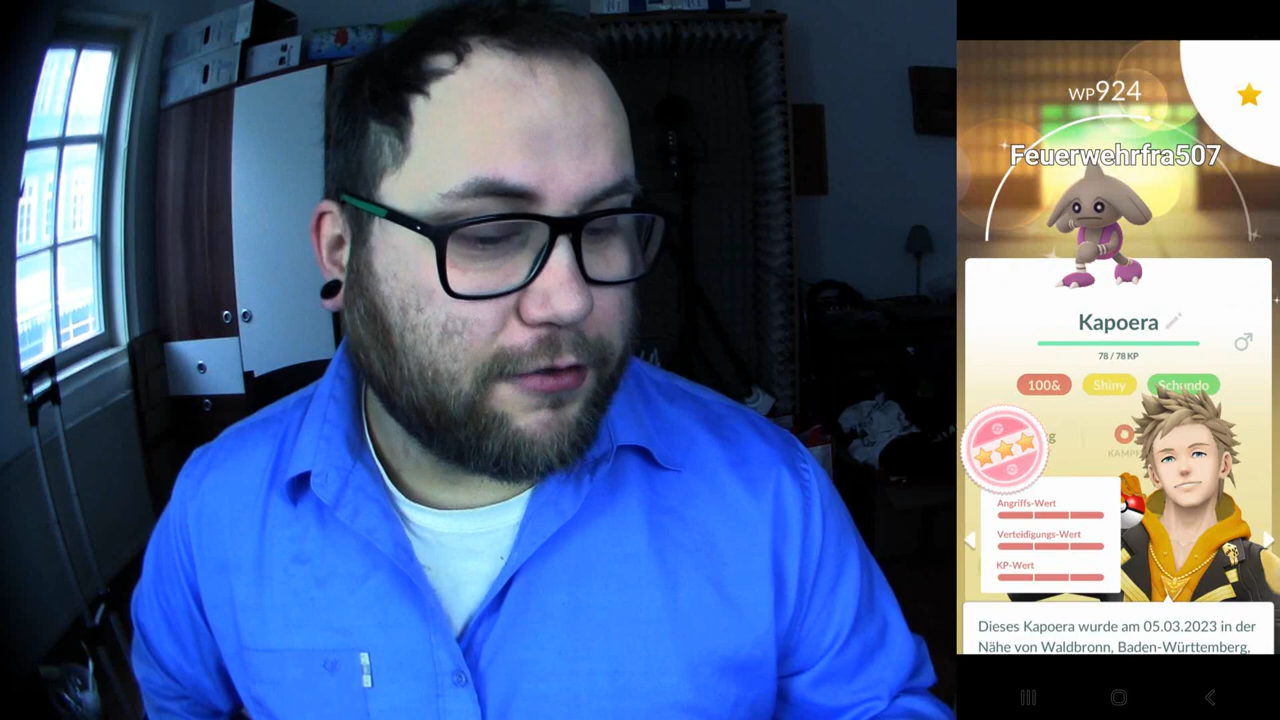 WP924
Feuerwehrfra507
Kapoera
78 / 78 KP
100&
Shiny
Schundo
KAMPF
Angriffs-Wert
Verteidigungs-Wert
KP-Wert
Dieses Kapoera wurde am 05.03.2023 in der
Nähe von Waldbronn, Baden-Württemberg,